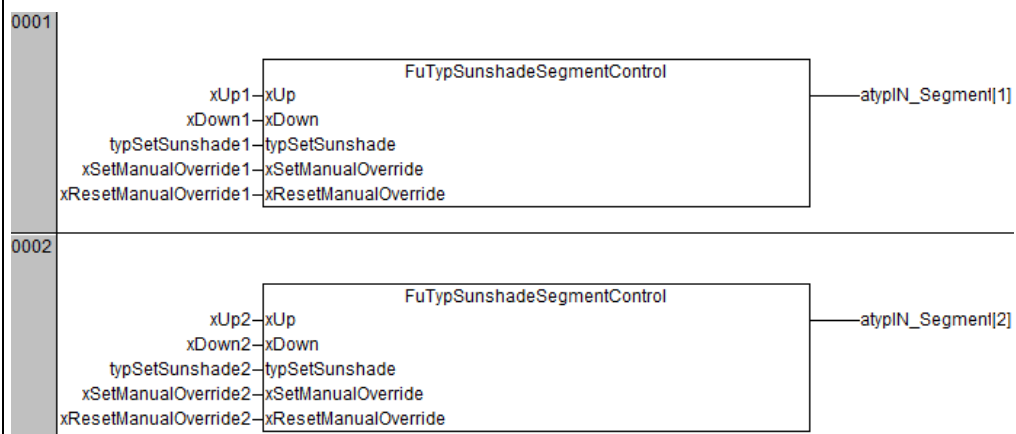 0001
FuTypSunshadeSegmentControl
xUp1 xUp atypIN_Segment[1]
xDown1 xDown
typSetSunshade1 typSetSunshade
xSetManualOverride1 xSetManualOverride
xResetManualOverride1 xResetManualOverride
0002
FuTypSunshadeSegmentControl
xUp2 xUp atypIN_Segment[2]
xDown2 xDown
typSetSunshade2 typSetSunshade
xSetManualOverride2 xSetManualOverride
xResetManualOverride2 xResetManualOverride